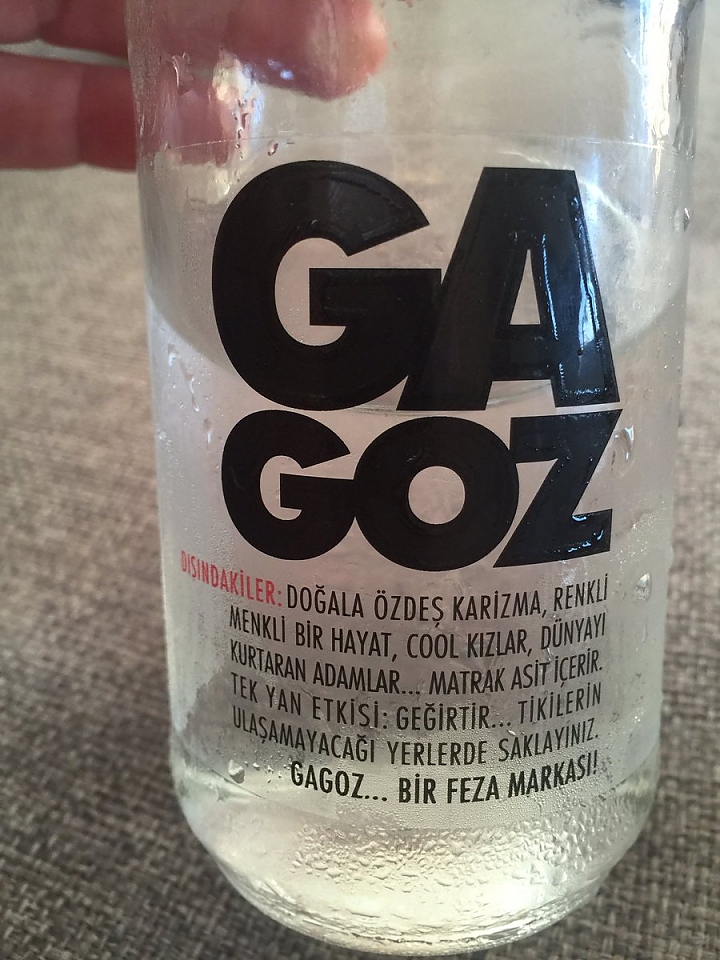 GA
GOZ
DIŞINDAKİLER: DOĞALA ÖZDEŞ KARİZMA, RENKLİ
MENKLİ BİR HAYAT, COOL KIZLAR, DÜNYAYI
KURTARAN ADAMLAR... MATRAK ASİT İÇERİR.
TEK YAN ETKİSİ: GEĞİRTİR... TİKİLERİN
ULAŞAMAYACAĞI YERLERDE SAKLAYINIZ.
GAGOZ... BİR FEZA MARKASI!